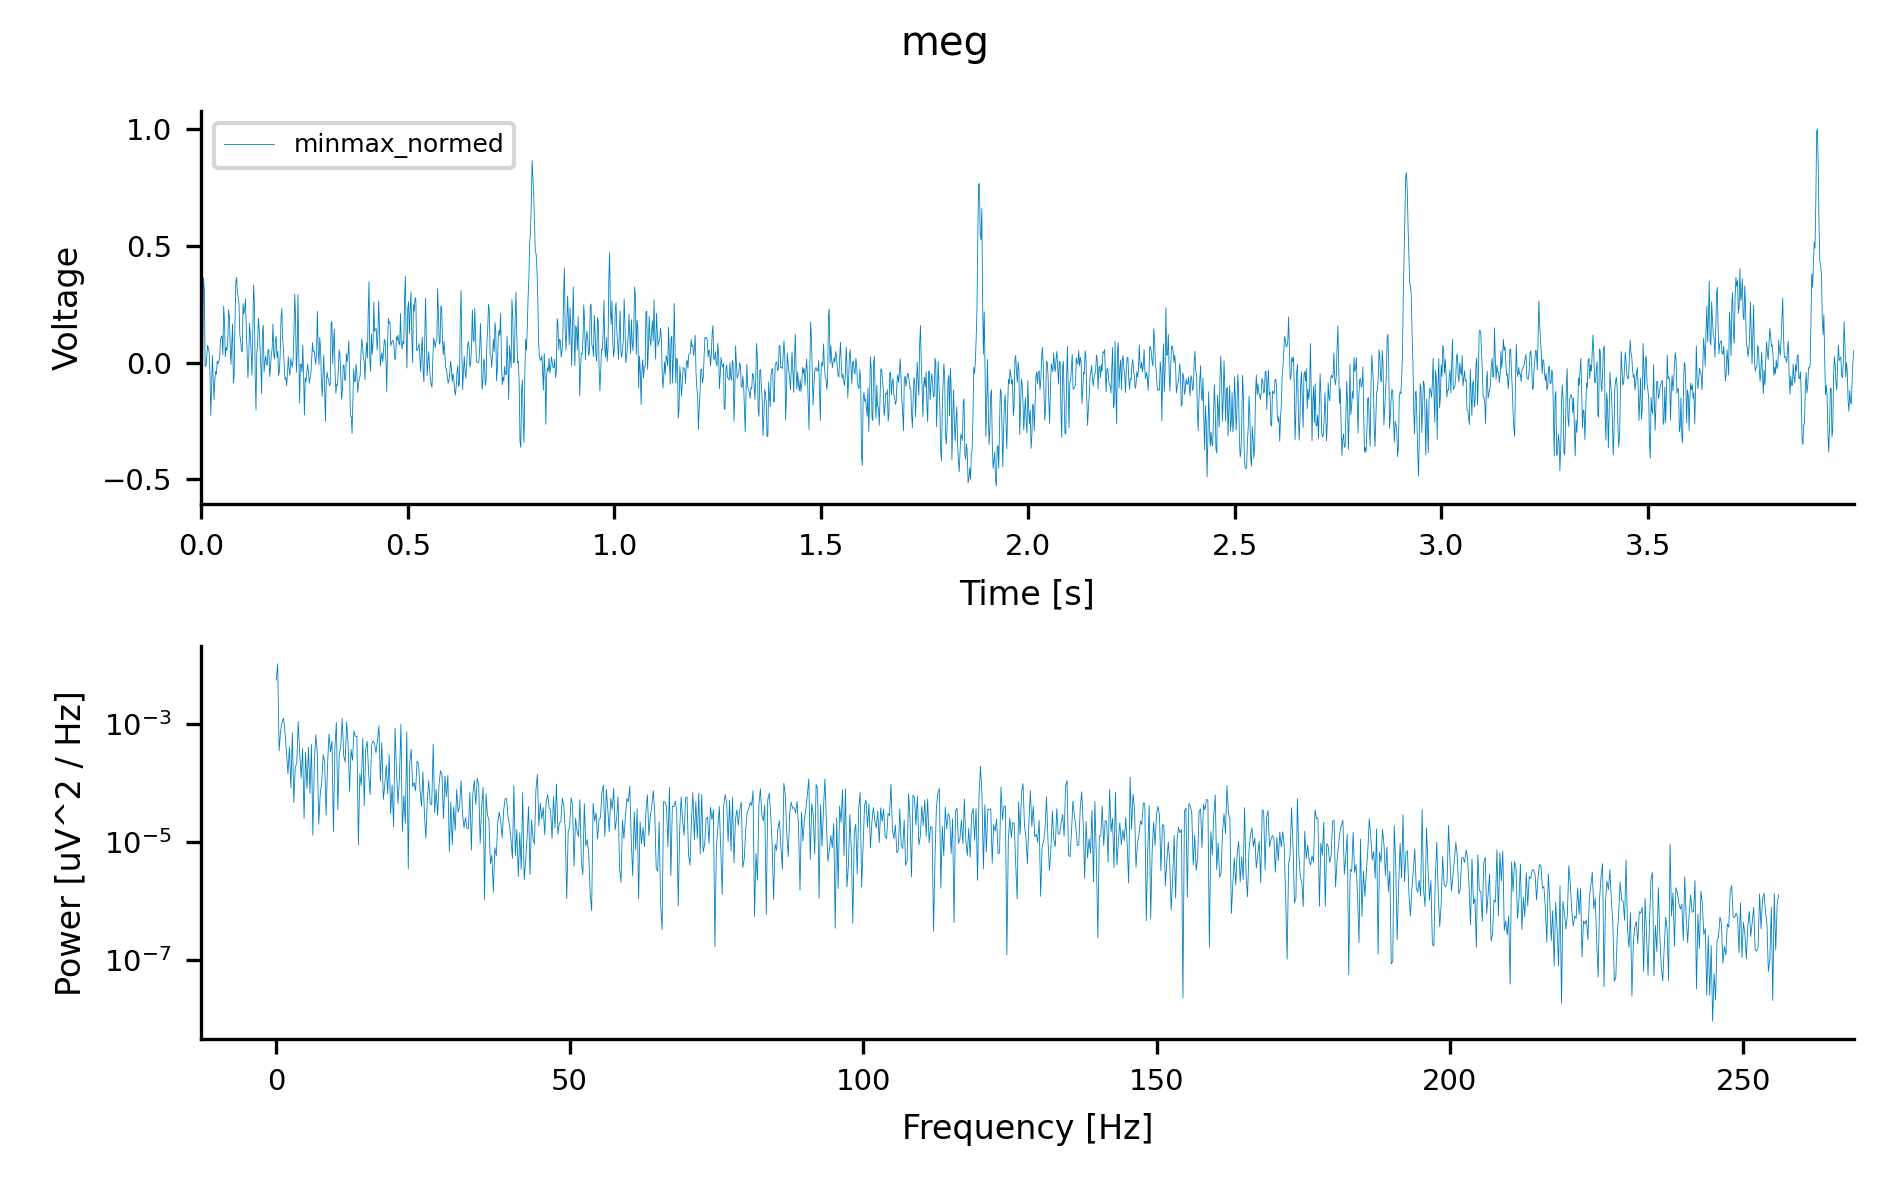 meg
1.0
0.5
0.0
−0.5
Voltage
minmax_normed
0.0 0.5 1.0 1.5 2.0 2.5 3.0 3.5
Time [s]
10⁻³
10⁻⁵
10⁻⁷
Power [uV^2 / Hz]
0 50 100 150 200 250
Frequency [Hz]